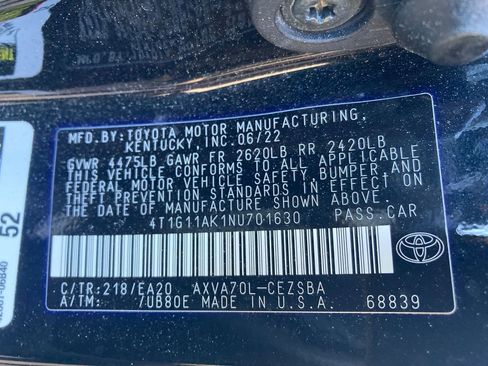 MFD.BY:TOYOTA MOTOR MANUFACTURING.
KENTUCKY,INC.06/22
GVWR 4475LB GAWR FR 2620LB RR 2420LB
THIS VEHICLE CONFORMS TO ALL APPLICABLE
FEDERAL MOTOR VEHICLE SAFETY, BUMPER, AND
THEFT PREVENTION STANDARDS IN EFFECT ON
THE DATE OF MANUFACTURE SHOWN ABOVE.
4T1G11AK1NU701630 PASS.CAR
C/TR:218/EA20 AXVA70L-CEZSBA
A/TM: /UB80E MADE IN U.S.A. 68839
TOYOTA
52